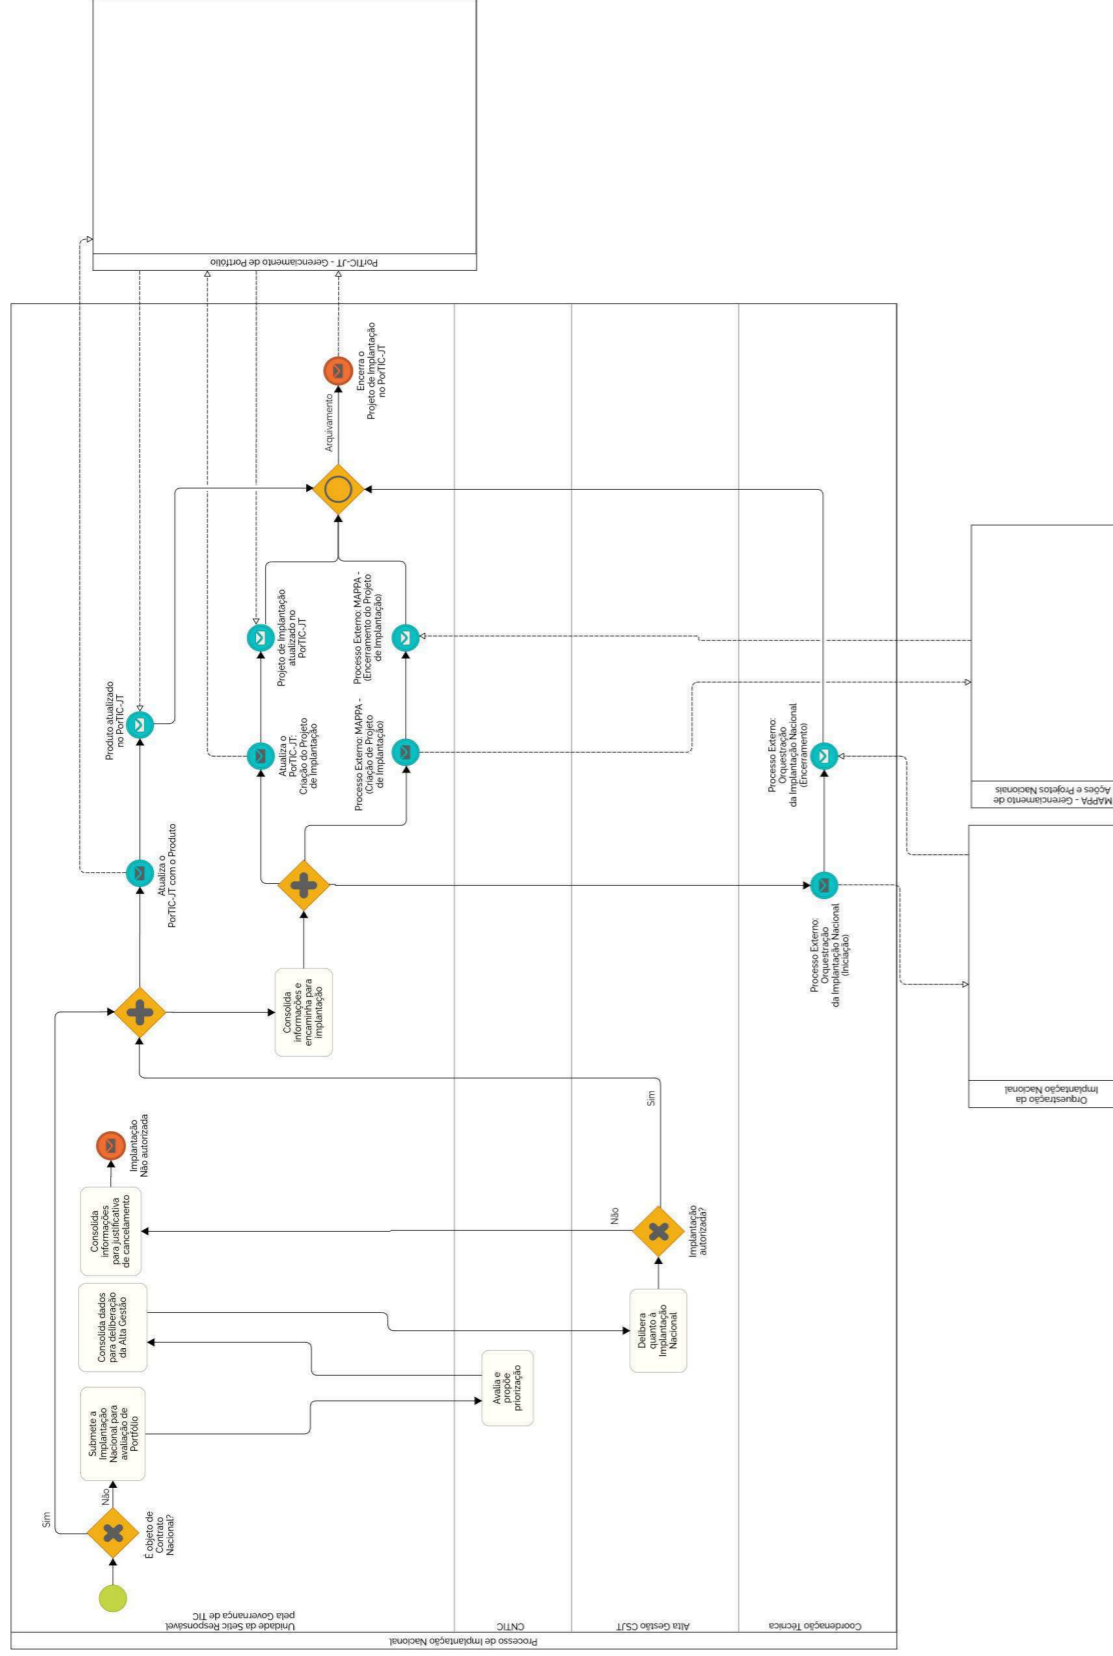 Processo de Implantação Nacional
Unidade da Setic Responsável
pela Governança de TIC
CNTIC
Alta Gestão CSJT
Coordenação Técnica
É objeto de
Contrato
Nacional?
Sim
Não
Submete a
Implantação
Nacional para
avaliação de
Portfólio
Avalia e
propõe
priorização
Consolida dados
para deliberação
da Alta Gestão
Delibera
quanto à
Implantação
Nacional
Implantação
autorizada?
Não
Sim
Consolida
informações
para justificativa
de cancelamento
Implantação
Não autorizada
Consolida
informações e
encaminha para
implantação
Atualiza o
PorTIC-JT com o Produto
Produto atualizado
no PorTIC-JT
Atualiza o
PorTIC-JT:
Criação do Projeto
de Implantação
Projeto de Implantação
atualizado no
PorTIC-JT
Processo Externo: MAPPA -
(Criação de Projeto
de Implantação)
Processo Externo: MAPPA -
(Encerramento do Projeto
de Implantação)
Processo Externo:
Orquestração
da Implantação Nacional
(Iniciação)
Processo Externo:
Orquestração
da Implantação Nacional
(Encerramento)
Arquivamento
Encerra o
Projeto de Implantação
no PorTIC-JT
PorTIC-JT - Gerenciamento de Portfólio
Orquestração da
Implantação Nacional
MAPPA - Gerenciamento de
Ações e Projetos Nacionais